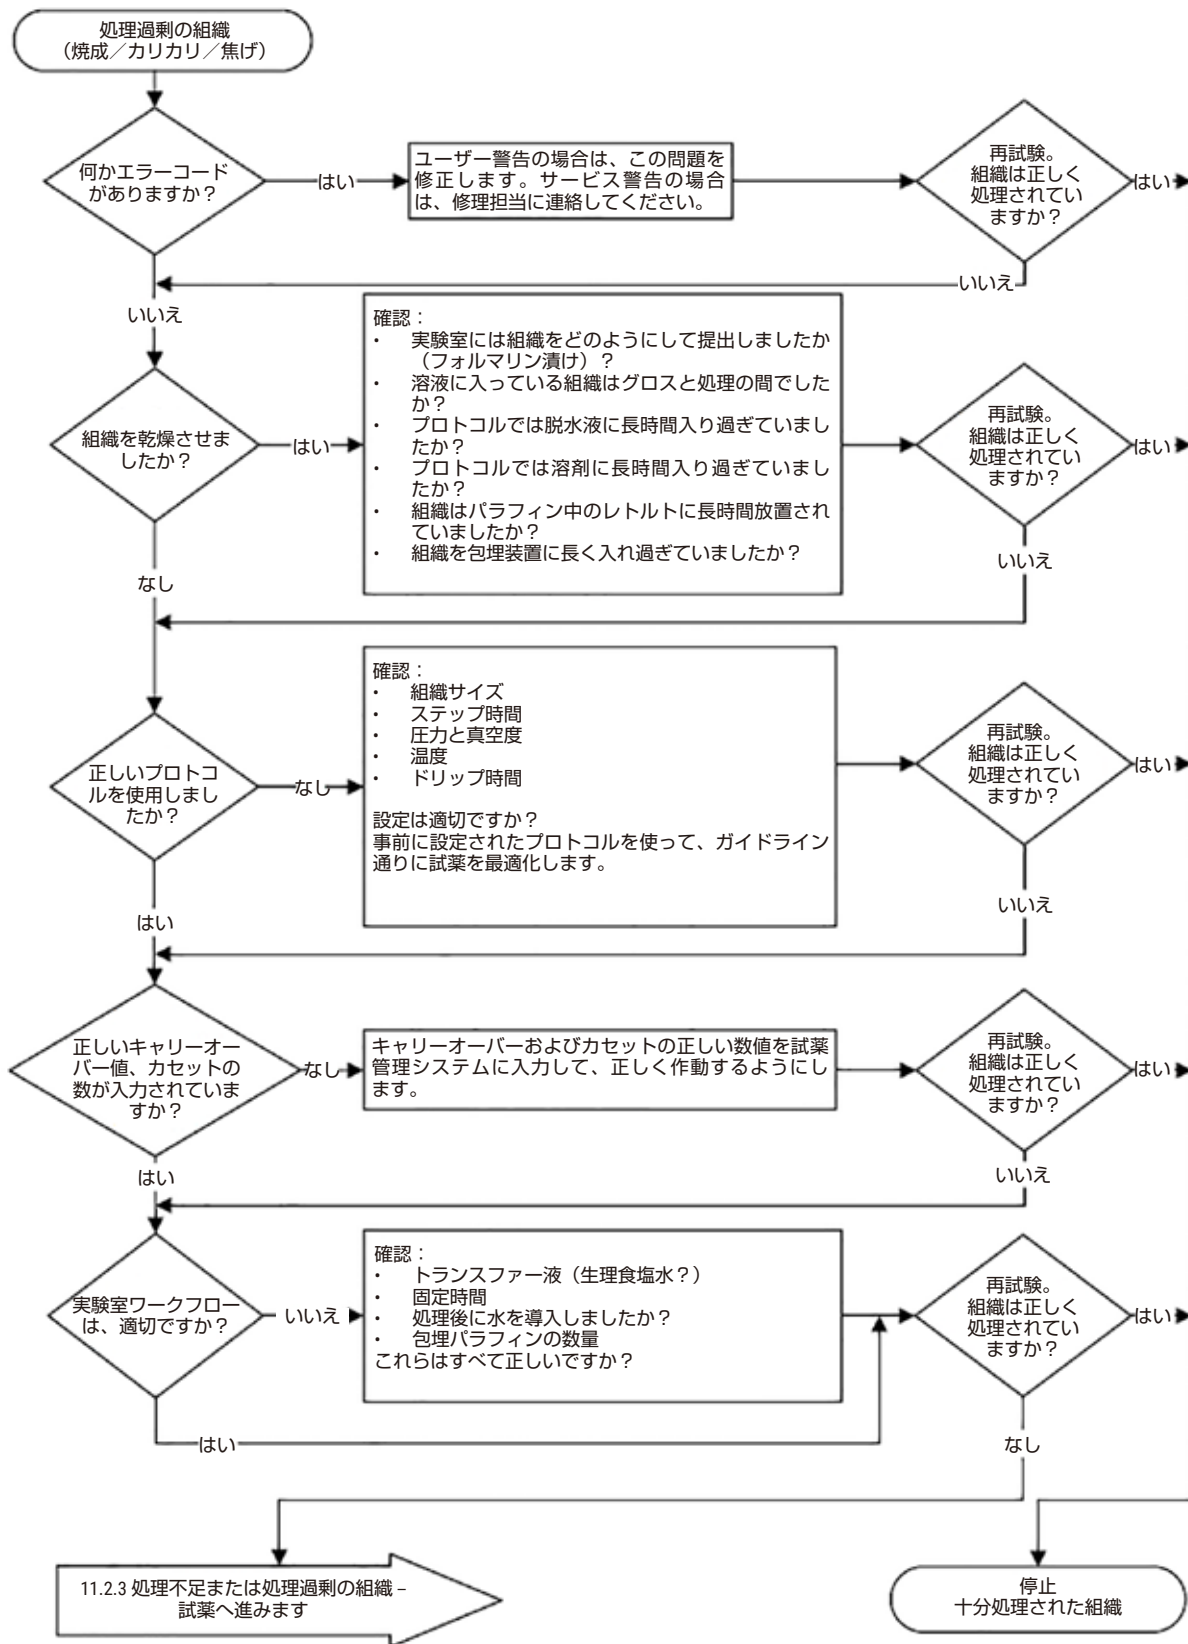 処理過剰の組織
（焼成／カリカリ／焦げ）
何かエラーコード
がありますか？
はい
ユーザー警告の場合は、この問題を
修正します。サービス警告の場合
は、修理担当に連絡してください。
再試験。
組織は正しく
処理されてい
ますか？
はい
いいえ
いいえ
組織を乾燥させま
したか？
はい
確認：
• 実験室には組織をどのようにして提出しましたか
（フォルマリン漬け）？
• 溶液に入っている組織はグロスと処理の間でした
か？
• プロトコルでは脱水液に長時間入り過ぎていまし
たか？
• プロトコルでは溶剤に長時間入り過ぎていまし
たか？
• 組織はパラフィン中のレトルトに長時間放置され
ていましたか？
• 組織を包埋装置に長く入れ過ぎていましたか？
再試験。
組織は正しく
処理されてい
ますか？
はい
いいえ
なし
正しいプロトコ
ルを使用しまし
たか？
なし
確認：
• 組織サイズ
• ステップ時間
• 圧力と真空度
• 温度
• ドリップ時間
設定は適切ですか？
事前に設定されたプロトコルを使って、ガイドライン
通りに試薬を最適化します。
再試験。
組織は正しく
処理されてい
ますか？
はい
いいえ
はい
正しいキャリーオー
バー値、カセットの
数が入力されていま
すか？
なし
キャリーオーバーおよびカセットの正しい数値を試薬
管理システムに入力して、正しく作動するようにし
ます。
再試験。
組織は正しく
処理されてい
ますか？
はい
いいえ
はい
実験室ワークフロー
は、適切ですか？
いいえ
確認：
• トランスファー液（生理食塩水？）
• 固定時間
• 処理後に水を導入しましたか？
• 包埋パラフィンの数量
これらはすべて正しいですか？
再試験。
組織は正しく
処理されてい
ますか？
はい
はい
なし
11.2.3 処理不足または処理過剰の組織 –
試薬へ進みます
停止
十分処理された組織